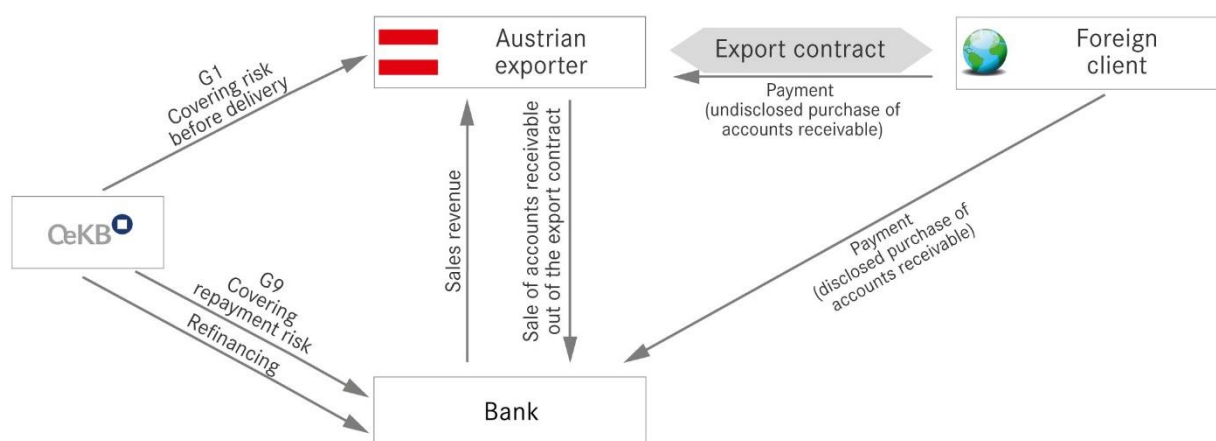 Austrian
exporter
Export contract
Foreign
client
Payment
(undisclosed purchase of
accounts receivable)
G1
Covering risk
before delivery
OeKB
Sales revenue
Sale of accounts receivable
out of the export contract
Payment
(disclosed purchase of
accounts receivable)
G9
Covering
repayment risk
Refinancing
Bank